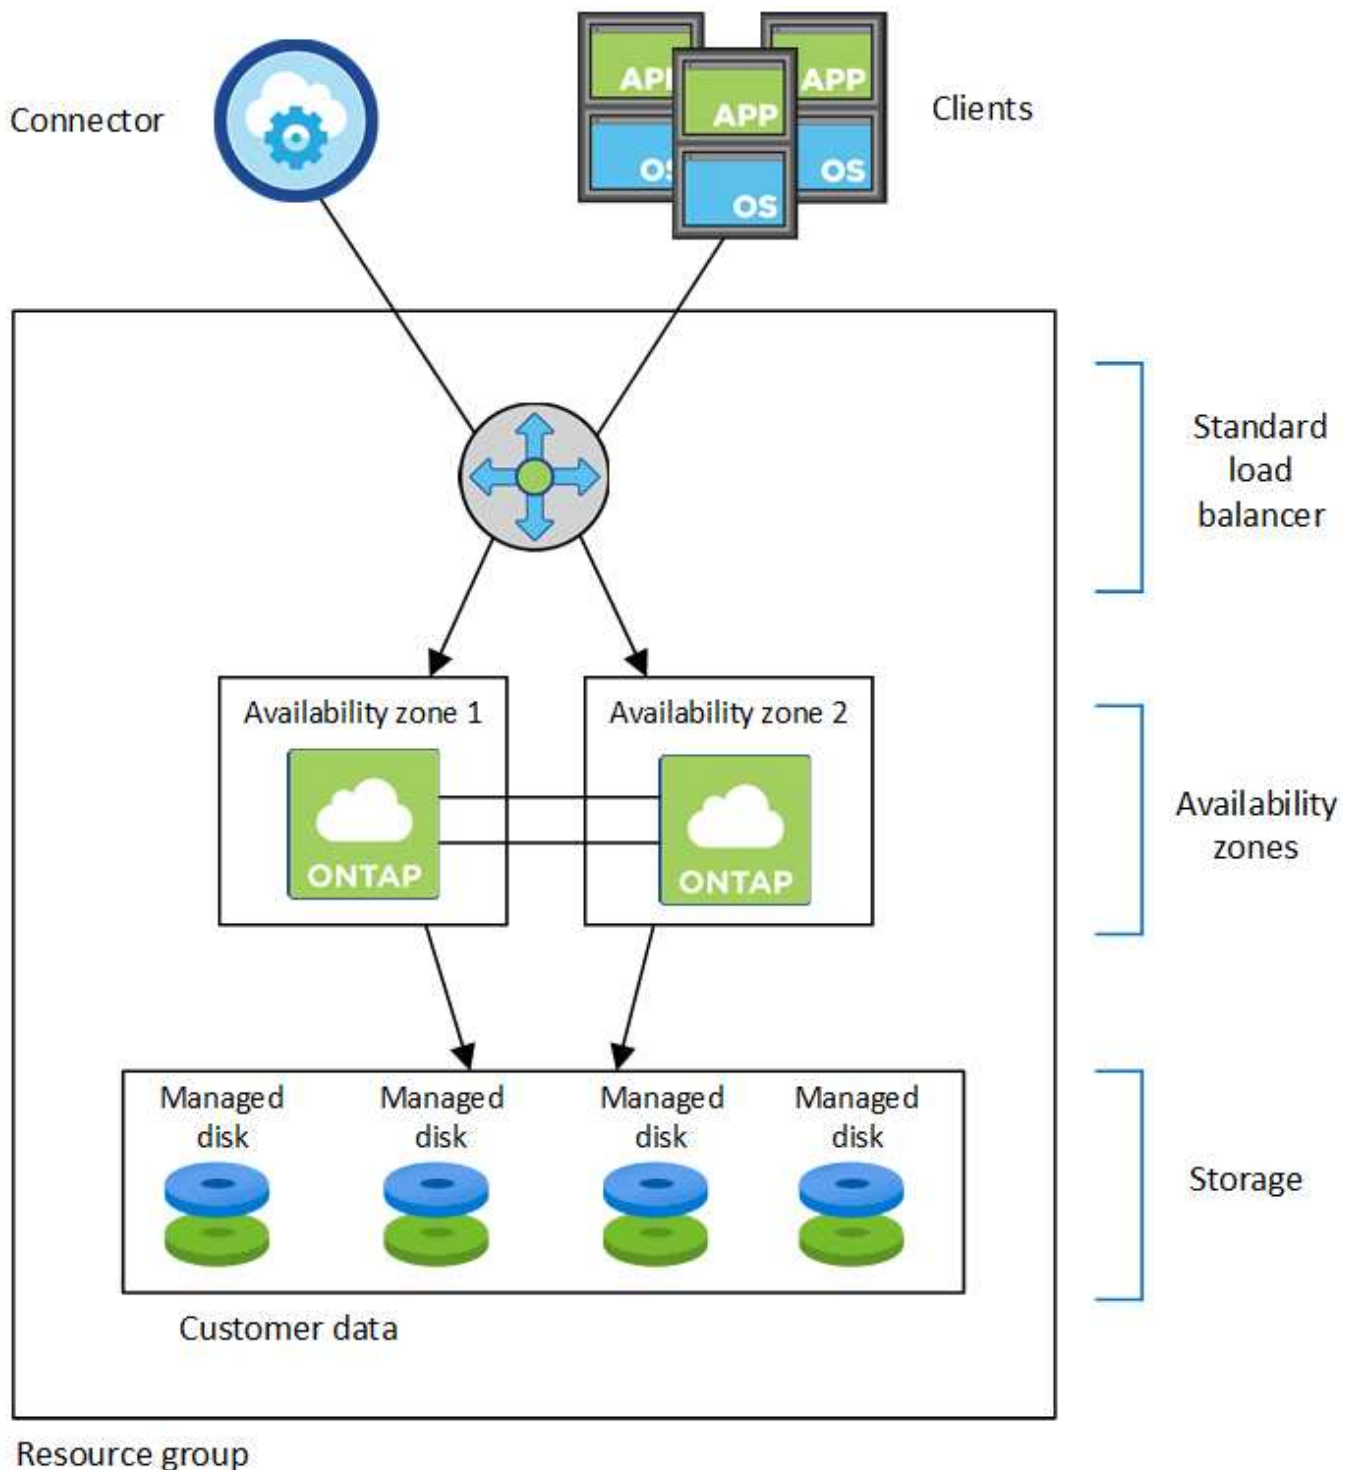 Connector
APP
APP
APP
OS
OS
OS
Clients
Standard
load
balancer
Availability zone 1
Availability zone 2
ONTAP
ONTAP
Availability
zones
Managed
disk
Managed
disk
Managed
disk
Managed
disk
Storage
Customer data
Resource group